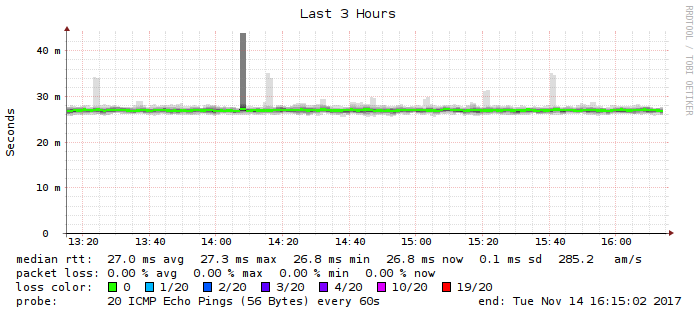 Last 3 Hours
RRDTOOL / TOBI OETIKER
Seconds
40 m
30 m
20 m
10 m
0
13:20 13:40 14:00 14:20 14:40 15:00 15:20 15:40 16:00
median rtt: 27.0 ms avg 27.3 ms max 26.8 ms min 26.8 ms now 0.1 ms sd 285.2 am/s
packet loss: 0.00 % avg 0.00 % max 0.00 % min 0.00 % now
loss color: 0 1/20 2/20 3/20 4/20 10/20 19/20
probe: 20 ICMP Echo Pings (56 Bytes) every 60s end: Tue Nov 14 16:15:02 2017